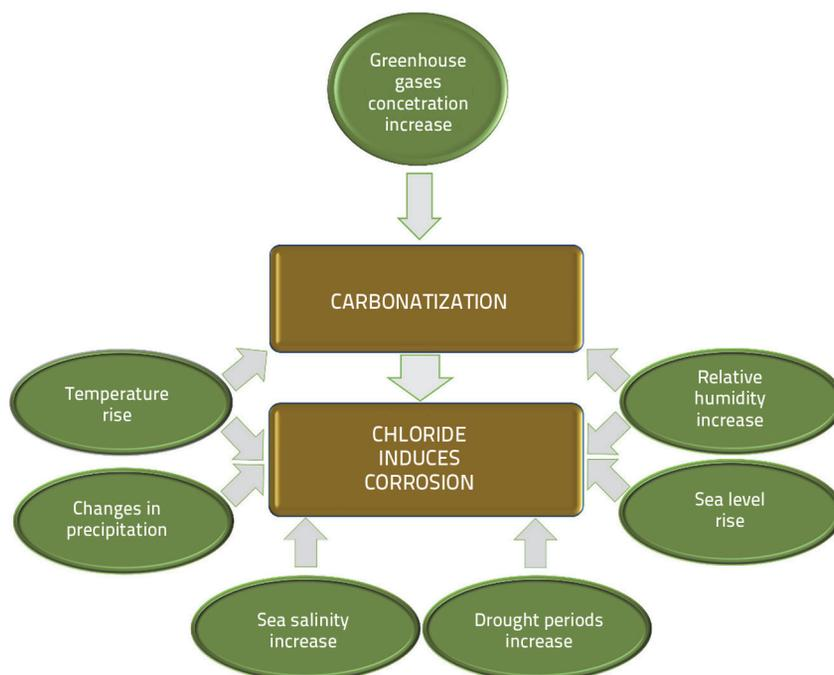 Greenhouse
gases
concetration
increase
CARBONATIZATION
Temperature
rise
Relative
humidity
increase
CHLORIDE
INDUCES
CORROSION
Changes in
precipitation
Sea level
rise
Sea salinity
increase
Drought periods
increase